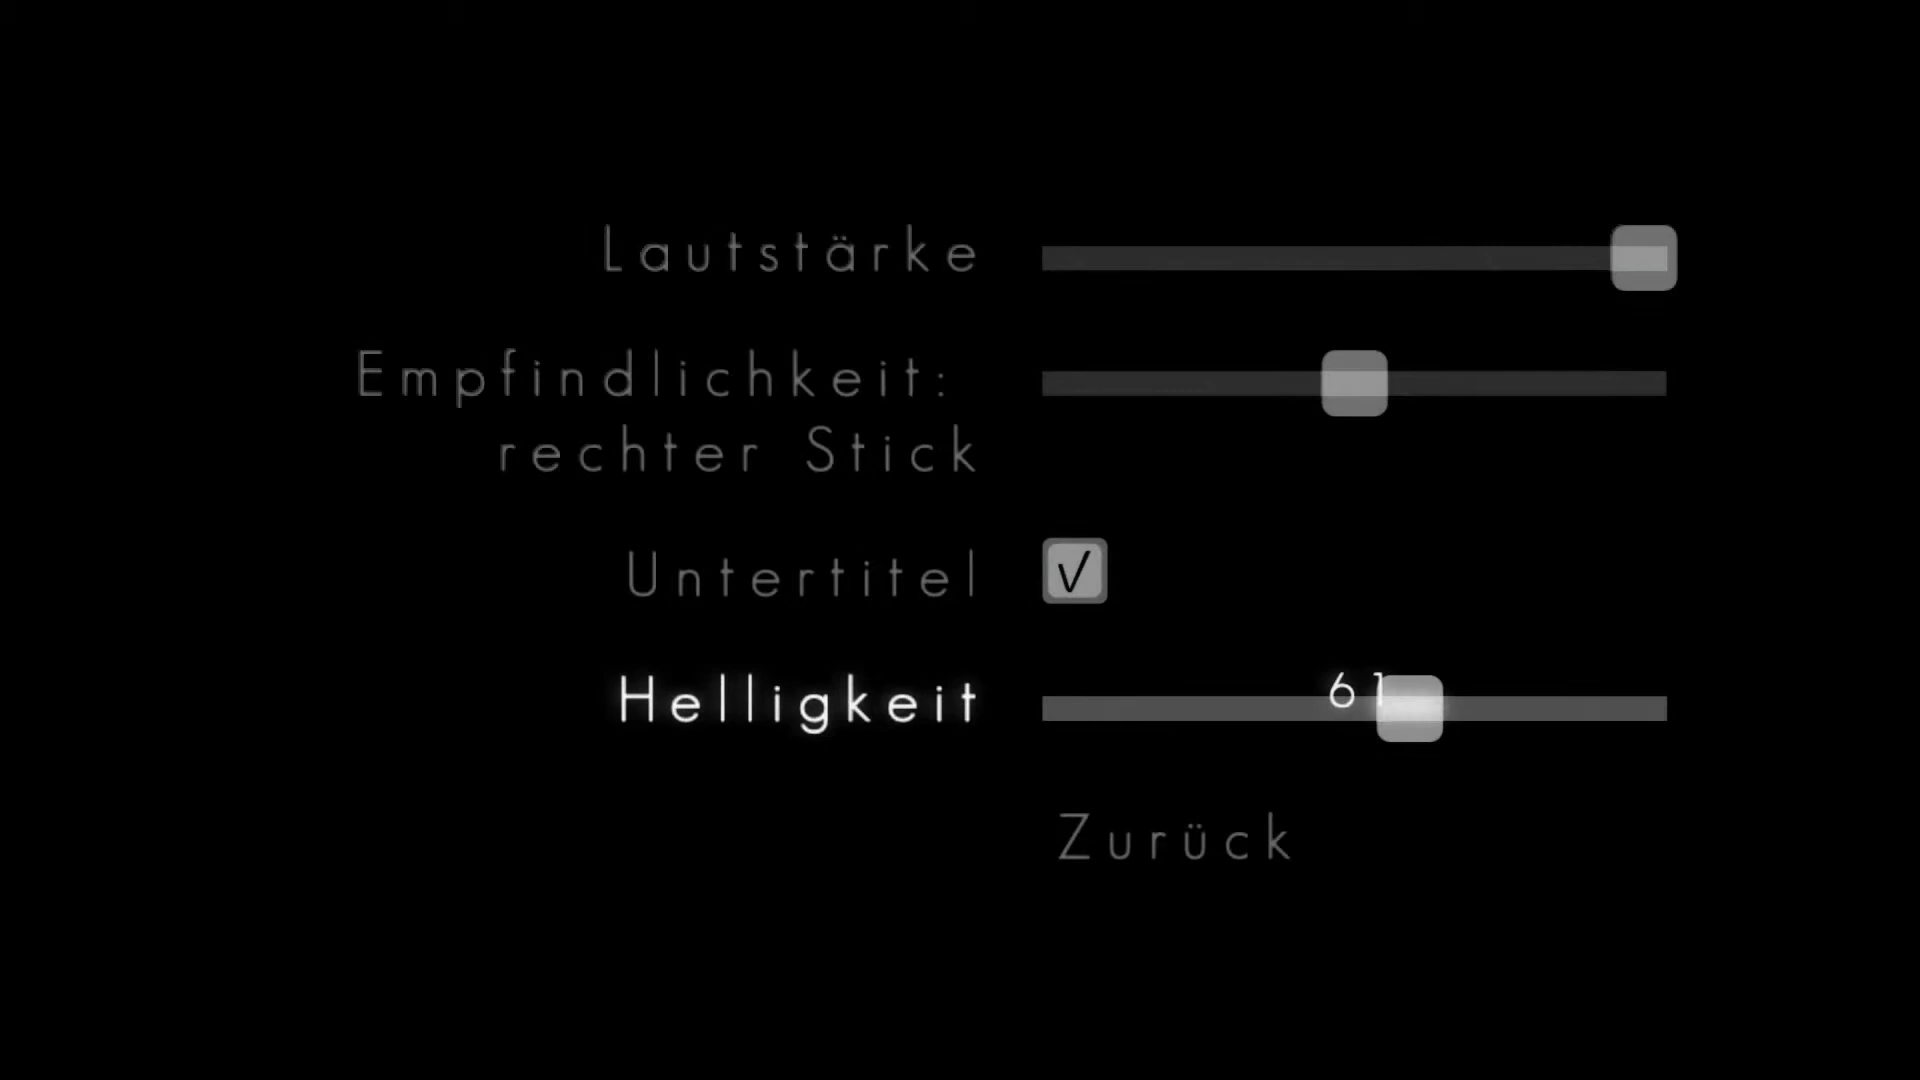 Lautstärke
Empfindlichkeit:
rechter Stick
Untertitel
Helligkeit 61
Zurück